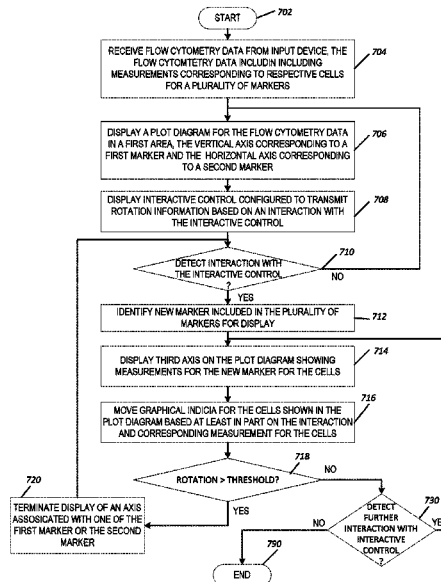 START
702
RECEIVE FLOW CYTOMETRY DATA FROM INPUT DEVICE, THE
FLOW CYTOMTETRY DATA INCLUDIN INCLUDING
MEASUREMENTS CORRESPONDING TO RESPECTIVE CELLS
FOR A PLURALITY OF MARKERS
704
DISPLAY A PLOT DIAGRAM FOR THE FLOW CYTOMETRY DATA
IN A FIRST AREA, THE VERTICAL AXIS CORRESPONDING TO A
FIRST MARKER AND THE HORIZONTAL AXIS CORRESPONDING
TO A SECOND MARKER
706
DISPLAY INTERACTIVE CONTROL CONFIGURED TO TRANSMIT
ROTATION INFORMATION BASED ON AN INTERACTION WITH
THE INTERACTIVE CONTROL
708
DETECT INTERACTION WITH
THE INTERACTIVE CONTROL
?
710
NO
YES
IDENTIFY NEW MARKER INCLUDED IN THE PLURALITY OF
MARKERS FOR DISPLAY
712
DISPLAY THIRD AXIS ON THE PLOT DIAGRAM SHOWING
MEASUREMENTS FOR THE NEW MARKER FOR THE CELLS
714
MOVE GRAPHICAL INDICIA FOR THE CELLS SHOWN IN THE
PLOT DIAGRAM BASED AT LEAST IN PART ON THE INTERACTION
AND CORRESPONDING MEASUREMENT FOR THE CELLS
716
ROTATION > THRESHOLD?
718
NO
YES
720
TERMINATE DISPLAY OF AN AXIS
ASSOSICATED WITH ONE OF THE
FIRST MARKER OR THE SECOND
MARKER
DETECT
FURTHER
INTERACTION WITH
INTERACTIVE
CONTROL
?
730
NO
YES
790
END